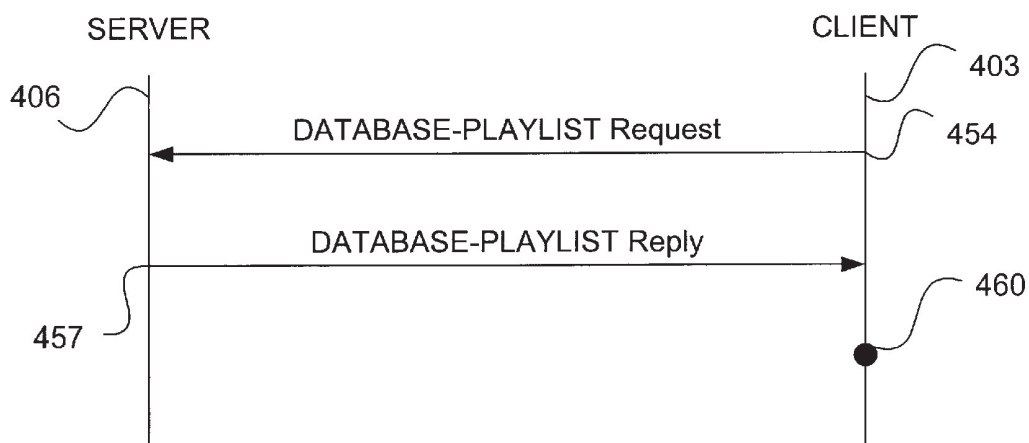 SERVER
CLIENT
403
406
DATABASE-PLAYLIST Request
454
DATABASE-PLAYLIST Reply
460
457